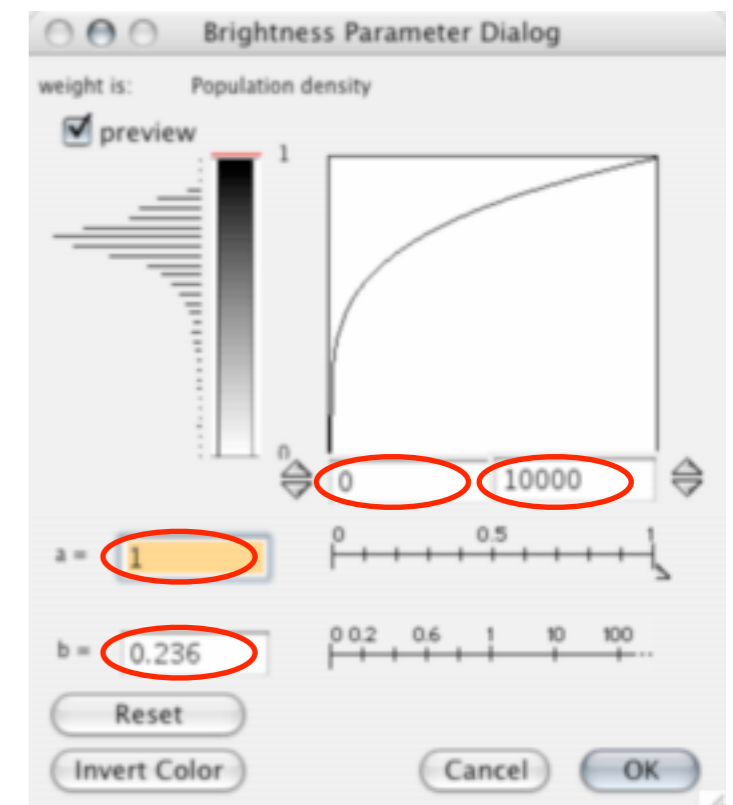 Brightness Parameter Dialog
weight is: Population density
preview
1
0
0 10000
a = 1
0 0.5 1
b = 0.236
0 0.2 0.6 1 10 100
Reset
Invert Color Cancel OK